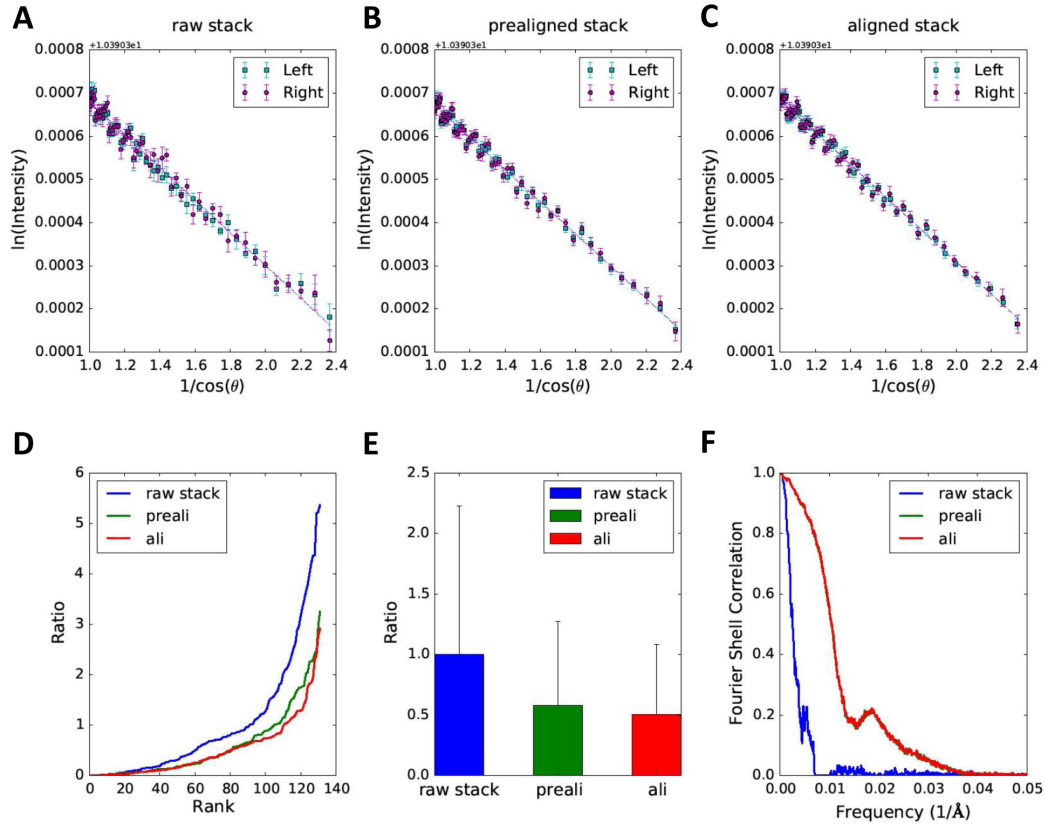 A
raw stack
+1.03903e1
0.0008
0.0007
0.0006
0.0005
0.0004
0.0003
0.0002
0.0001
ln(Intensity)
Left
Right
1.0 1.2 1.4 1.6 1.8 2.0 2.2 2.4
1/cos(θ)
B
prealigned stack
+1.03903e1
0.0008
0.0007
0.0006
0.0005
0.0004
0.0003
0.0002
0.0001
ln(Intensity)
Left
Right
1.0 1.2 1.4 1.6 1.8 2.0 2.2 2.4
1/cos(θ)
C
aligned stack
+1.03903e1
0.0008
0.0007
0.0006
0.0005
0.0004
0.0003
0.0002
0.0001
ln(Intensity)
Left
Right
1.0 1.2 1.4 1.6 1.8 2.0 2.2 2.4
1/cos(θ)
D
6
5
4
3
2
1
0
Ratio
raw stack
preali
ali
0 20 40 60 80 100 120 140
Rank
E
2.5
2.0
1.5
1.0
0.5
0.0
Ratio
raw stack
preali
ali
raw stack preali ali
F
1.0
0.8
0.6
0.4
0.2
0.0
Fourier Shell Correlation
raw stack
preali
ali
0.00 0.01 0.02 0.03 0.04 0.05
Frequency (1/Å)